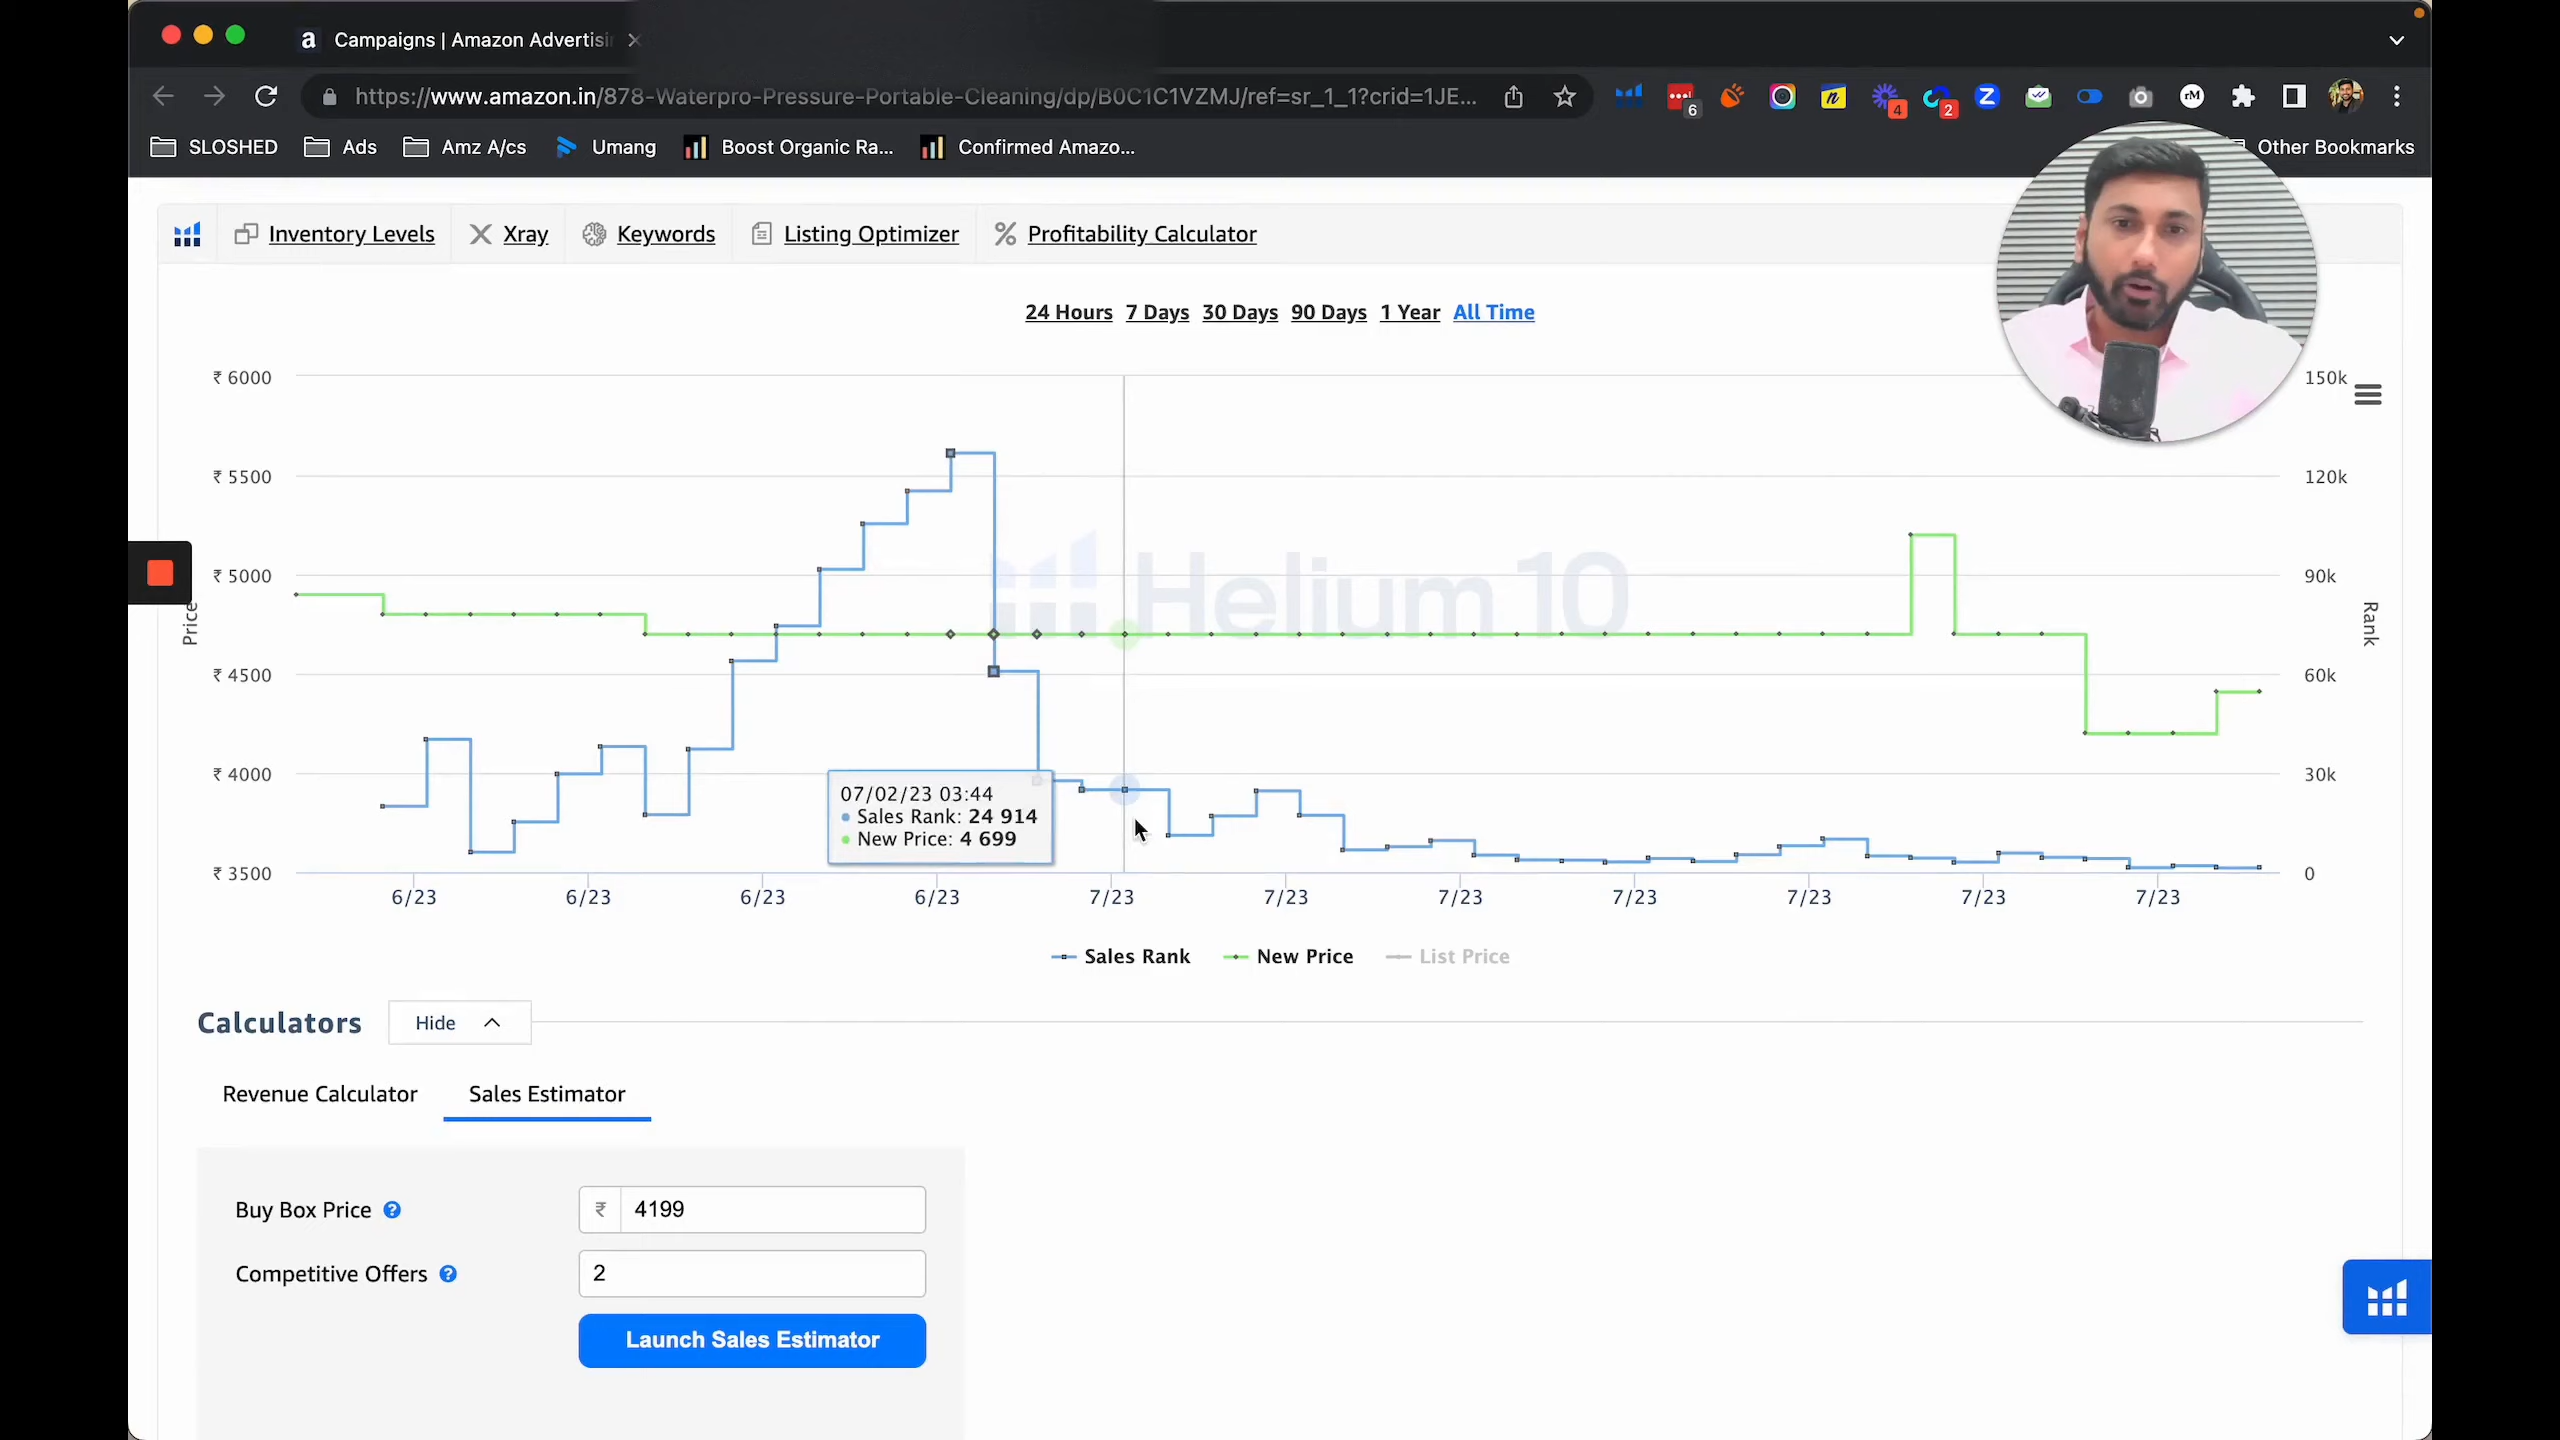 Campaigns | Amazon Advertisi
https://www.amazon.in/878-Waterpro-Pressure-Portable-Cleaning/dp/B0C1C1VZMJ/ref=sr_1_1?crid=1JE...
6 4 2 rM
SLOSHED Ads Amz A/cs Umang Boost Organic Ra... Confirmed Amazo... Other Bookmarks
Inventory Levels Xray Keywords Listing Optimizer % Profitability Calculator
24 Hours 7 Days 30 Days 90 Days 1 Year All Time
₹ 6000 150k
₹ 5500 120k
₹ 5000 90k
Helium 10
Price Rank
₹ 4500 60k
₹ 4000 30k
07/02/23 03:44
Sales Rank: 24 914
New Price: 4 699
₹ 3500 0
6/23 6/23 6/23 6/23 7/23 7/23 7/23 7/23 7/23 7/23 7/23
Sales Rank New Price List Price
Calculators Hide
Revenue Calculator Sales Estimator
Buy Box Price ? ₹ 4199
Competitive Offers ? 2
Launch Sales Estimator